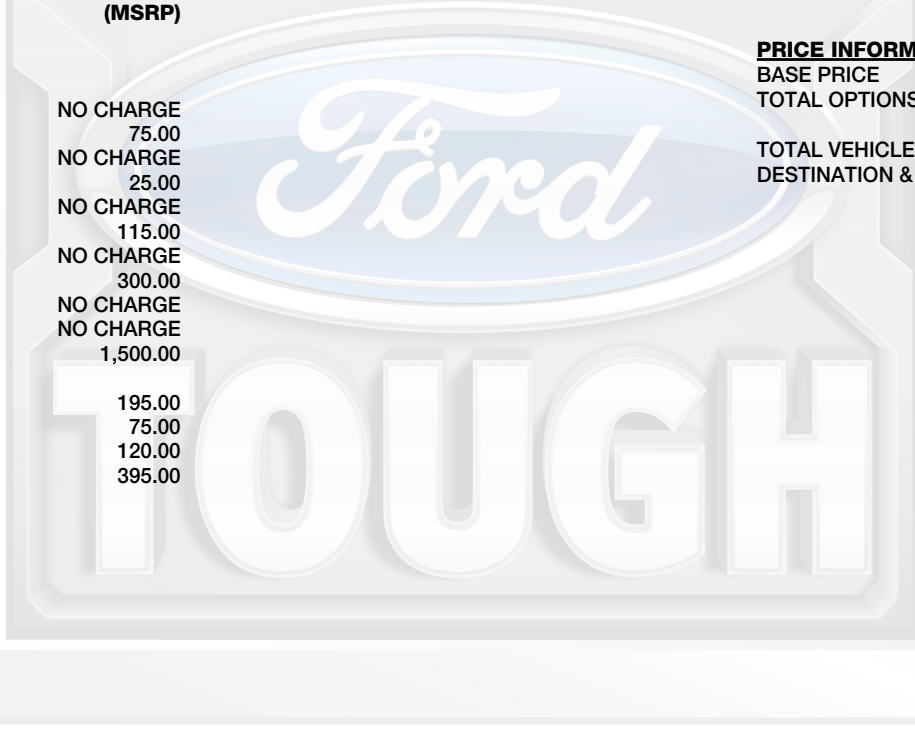 (MSRP)
NO CHARGE
75.00
NO CHARGE
25.00
NO CHARGE
115.00
NO CHARGE
300.00
NO CHARGE
NO CHARGE
1,500.00
195.00
75.00
120.00
395.00
PRICE INFORM
BASE PRICE
TOTAL OPTIONS
TOTAL VEHICLE
DESTINATION &
Ford
TOUGH